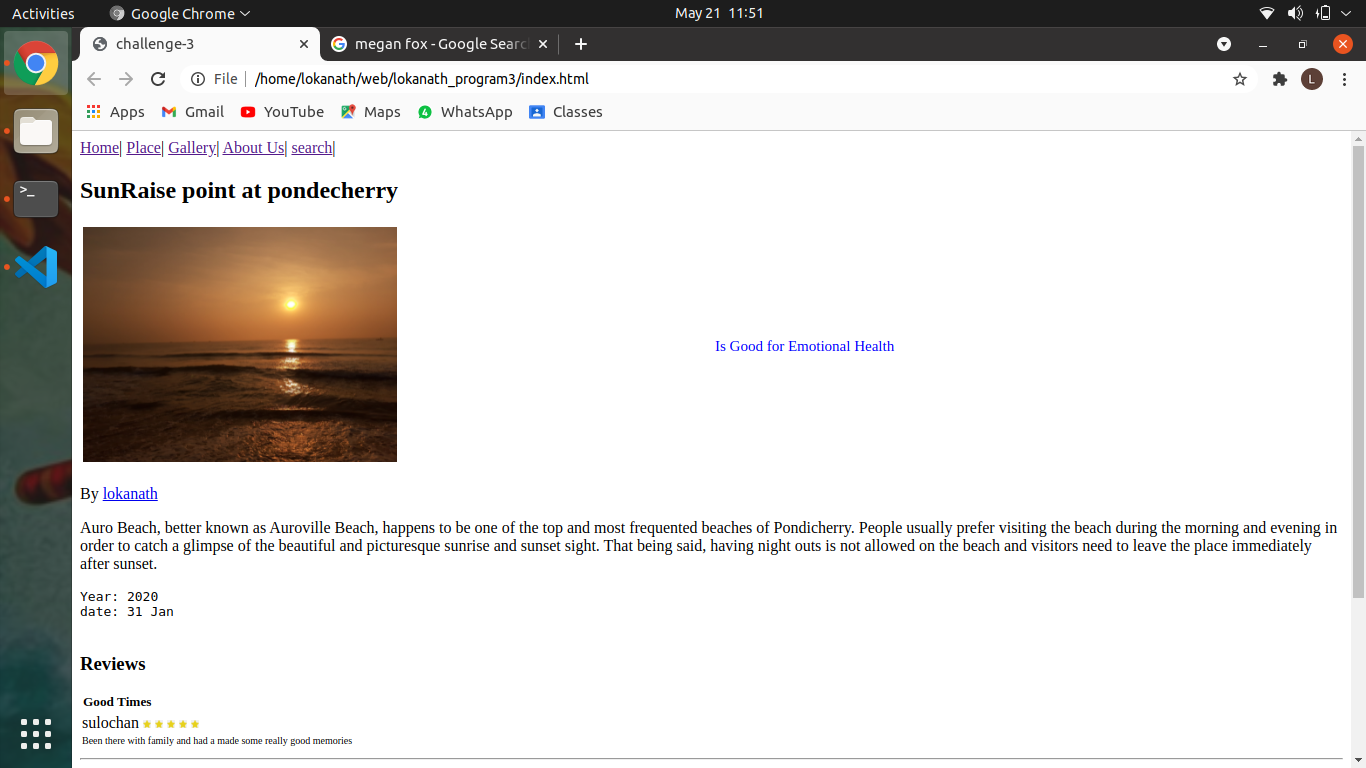 Activities
Google Chrome
May 21 11:51
challenge-3
megan fox - Google Searc
File
/home/lokanath/web/lokanath_program3/index.html
L
Apps
Gmail
YouTube
Maps
4
WhatsApp
Classes
Home| Place| Gallery| About Us| search|
SunRaise point at pondecherry
Is Good for Emotional Health
By lokanath
Auro Beach, better known as Auroville Beach, happens to be one of the top and most frequented beaches of Pondicherry. People usually prefer visiting the beach during the morning and evening in
order to catch a glimpse of the beautiful and picturesque sunrise and sunset sight. That being said, having night outs is not allowed on the beach and visitors need to leave the place immediately
after sunset.
Year: 2020
date: 31 Jan
Reviews
Good Times
sulochan
Been there with family and had a made some really good memories